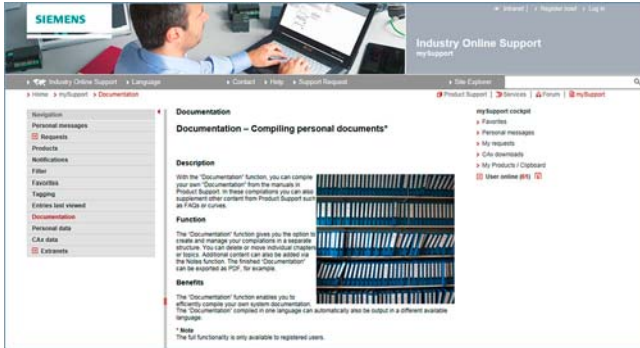 SIEMENS
Intranet | Register now! Log in
Industry Online Support
mySupport
Industry Online Support Language Contact Help Support Request Site Explorer
Home mySupport Documentation
Product Support Services Forum mySupport
Navigation
Personal messages
Requests
Products
Notifications
Filter
Favorites
Tagging
Entries last viewed
Documentation
Personal data
CAx data
Extranets
Documentation
Documentation – Compiling personal documents*
Description
With the "Documentation" function, you can compile
your own "Documentation" from the manuals in
Product Support. In these compilations you can also
supplement other content from Product Support such
as FAQs or curves.
Function
The "Documentation" function gives you the option to
create and manage your compilations in a separate
structure. You can delete or move individual chapters
or topics. Additional content can also be added via
the Notes function. The finished "Documentation"
can be exported as PDF, for example.
Benefits
The "Documentation" function enables you to
efficiently compile your own system documentation.
The "Documentation" compiled in one language can automatically also be output in a different available
language.
* Note
The full functionality is only available to registered users.
mySupport cockpit
Favorites
Personal messages
My requests
CAx downloads
My Products / Clipboard
User online (61)